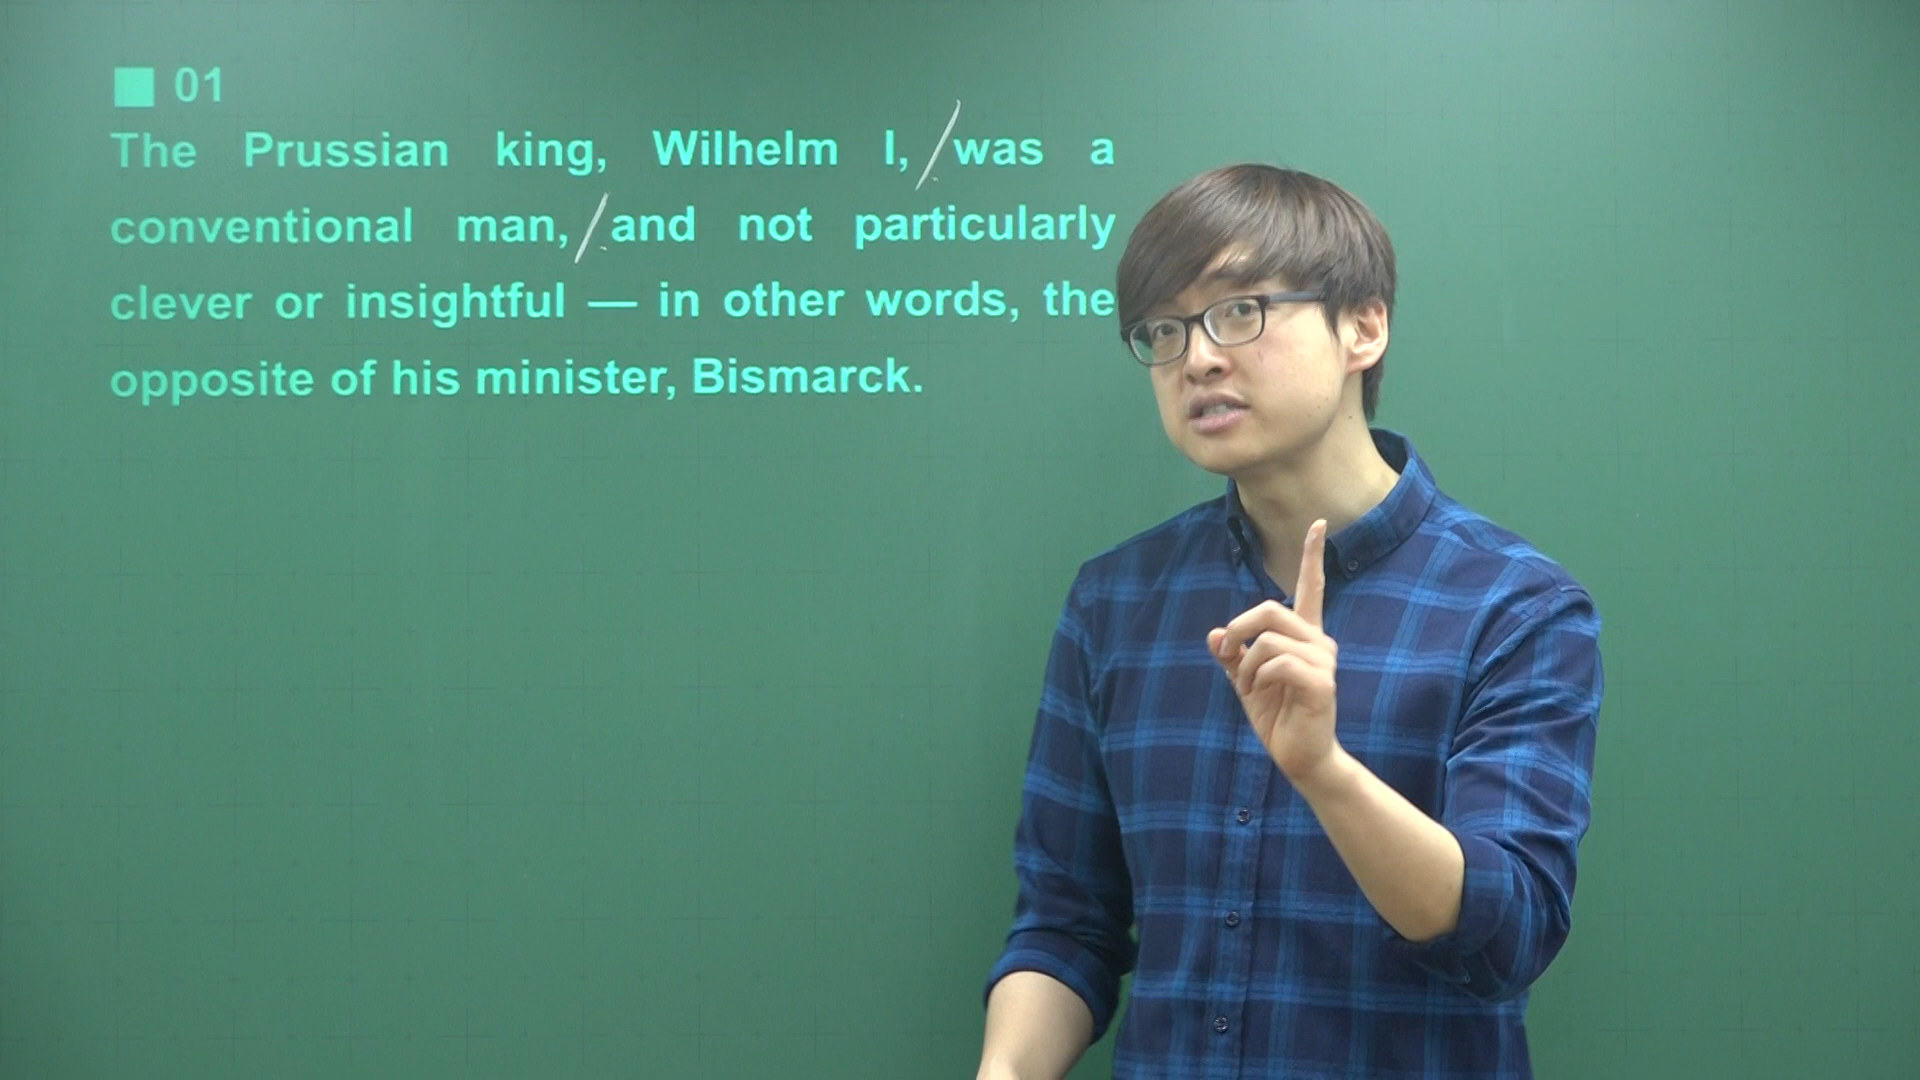 ■ 01
The Prussian king, Wilhelm I, / was a
conventional man, / and not particularly
clever or insightful — in other words, the
opposite of his minister, Bismarck.